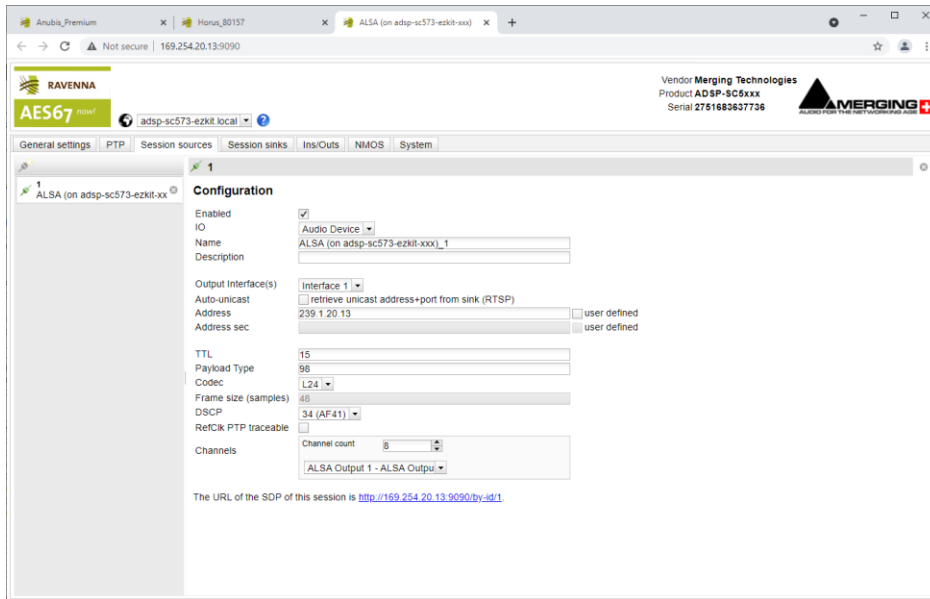 Anubis_Premium
Horus_80157
ALSA (on adsp-sc573-ezkit-xxx)
Not secure
169.254.20.13:9090
RAVENNA
AES67 now!
adsp-sc573-ezkit.local
Vendor Merging Technologies
Product ADSP-SC5xxx
Serial 2751683637736
MERGING
AUDIO FOR THE NETWORKING AGE
General settings PTP Session sources Session sinks Ins/Outs NMOS System
1
ALSA (on adsp-sc573-ezkit-xx
1
Configuration
Enabled
IO Audio Device
Name ALSA (on adsp-sc573-ezkit-xxx)_1
Description
Output Interface(s) Interface 1
Auto-unicast retrieve unicast address+port from sink (RTSP)
Address 239.1.20.13 user defined
Address sec user defined
TTL 15
Payload Type 98
Codec L24
Frame size (samples) 48
DSCP 34 (AF41)
RefClk PTP traceable
Channels
Channel count 8
ALSA Output 1 - ALSA Outpu
The URL of the SDP of this session is http://169.254.20.13:9090/by-id/1.